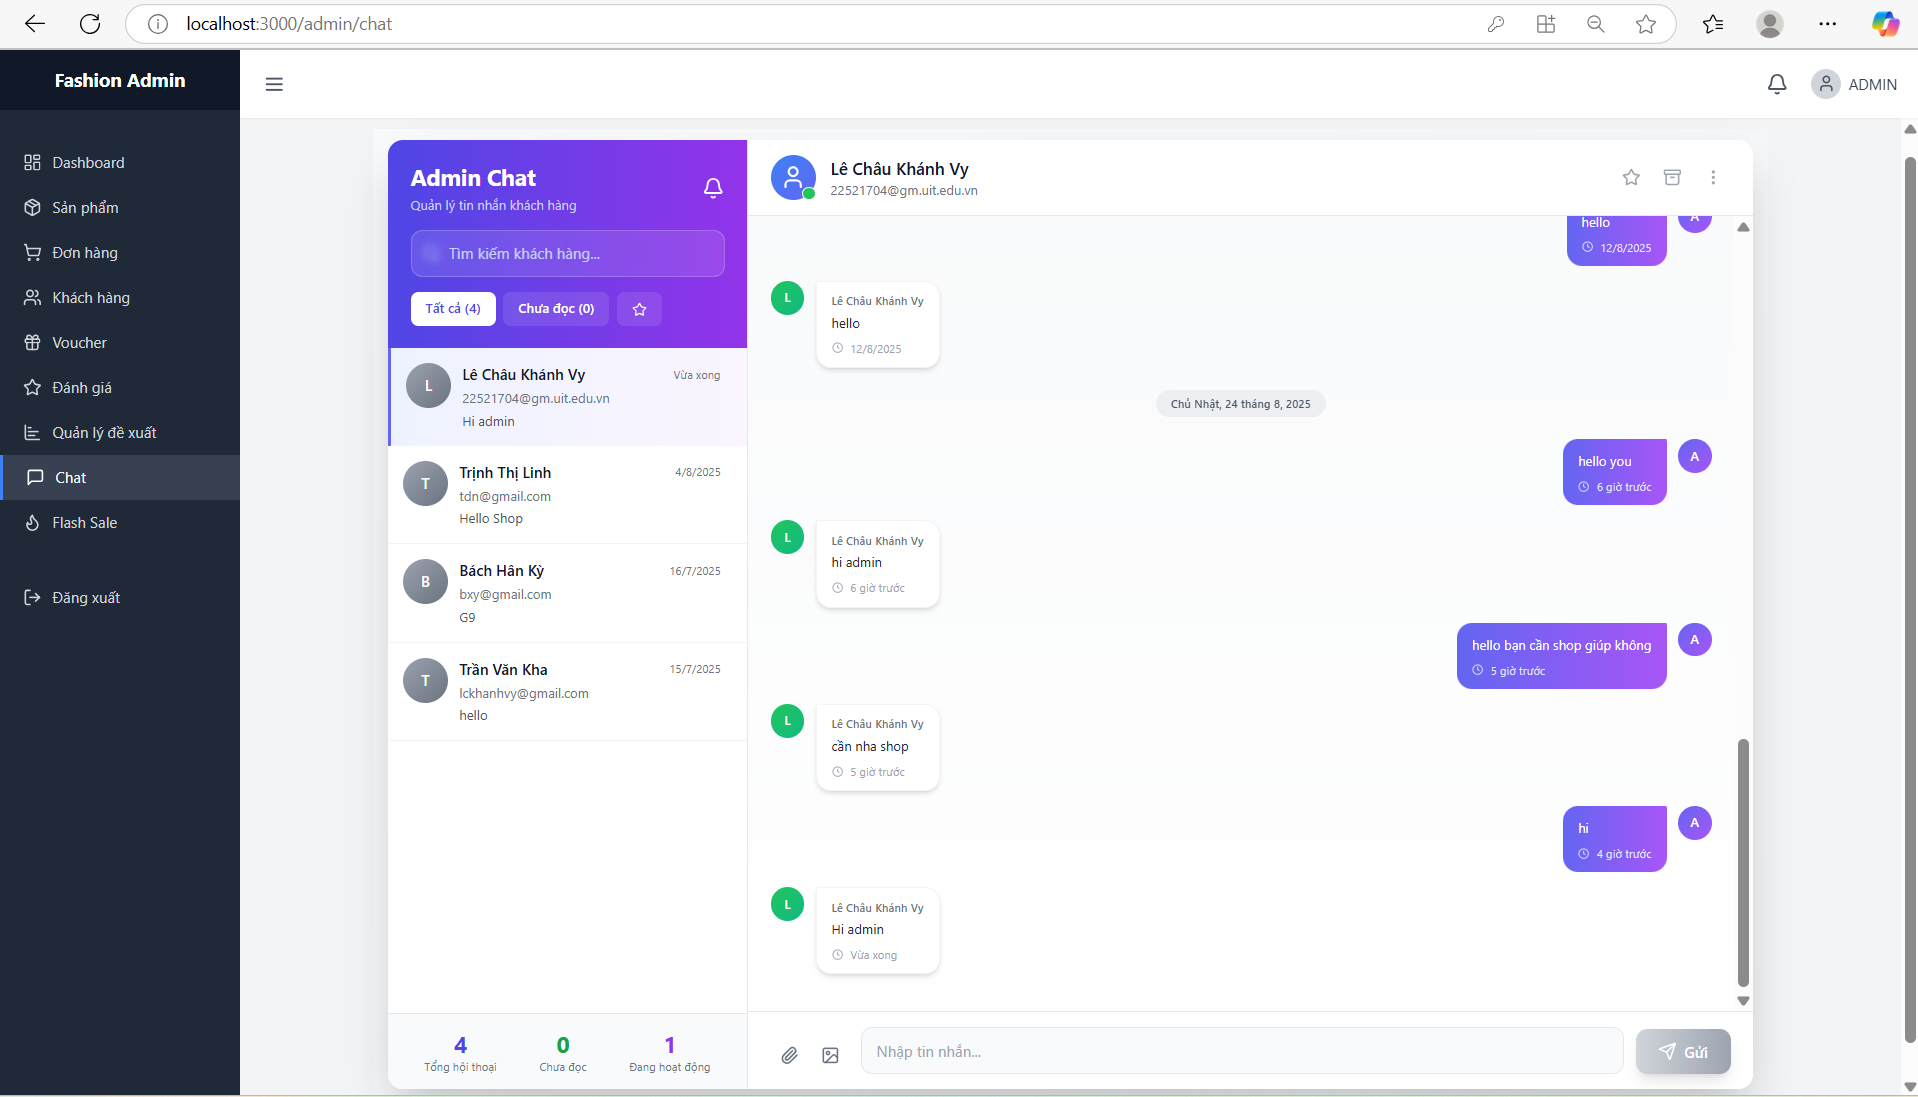 localhost:3000/admin/chat
Fashion Admin
ADMIN
Dashboard
Sản phẩm
Đơn hàng
Khách hàng
Voucher
Đánh giá
Quản lý đề xuất
Chat
Flash Sale
Đăng xuất
Admin Chat
Quản lý tin nhắn khách hàng
Tìm kiếm khách hàng...
Tất cả (4) Chưa đọc (0)
L
Lê Châu Khánh Vy Vừa xong
22521704@gm.uit.edu.vn
Hi admin
T
Trịnh Thị Linh 4/8/2025
tdn@gmail.com
Hello Shop
B
Bách Hân Kỳ 16/7/2025
bxy@gmail.com
G9
T
Trần Văn Kha 15/7/2025
lckhanhvy@gmail.com
hello
4 0 1
Tổng hội thoại Chưa đọc Đang hoạt động
Lê Châu Khánh Vy
22521704@gm.uit.edu.vn
hello
A
12/8/2025
L
Lê Châu Khánh Vy
hello
12/8/2025
Chủ Nhật, 24 tháng 8, 2025
hello you
A
6 giờ trước
L
Lê Châu Khánh Vy
hi admin
6 giờ trước
hello bạn cần shop giúp không
A
5 giờ trước
L
Lê Châu Khánh Vy
cần nha shop
5 giờ trước
hi
A
4 giờ trước
L
Lê Châu Khánh Vy
Hi admin
Vừa xong
Nhập tin nhắn...
Gửi